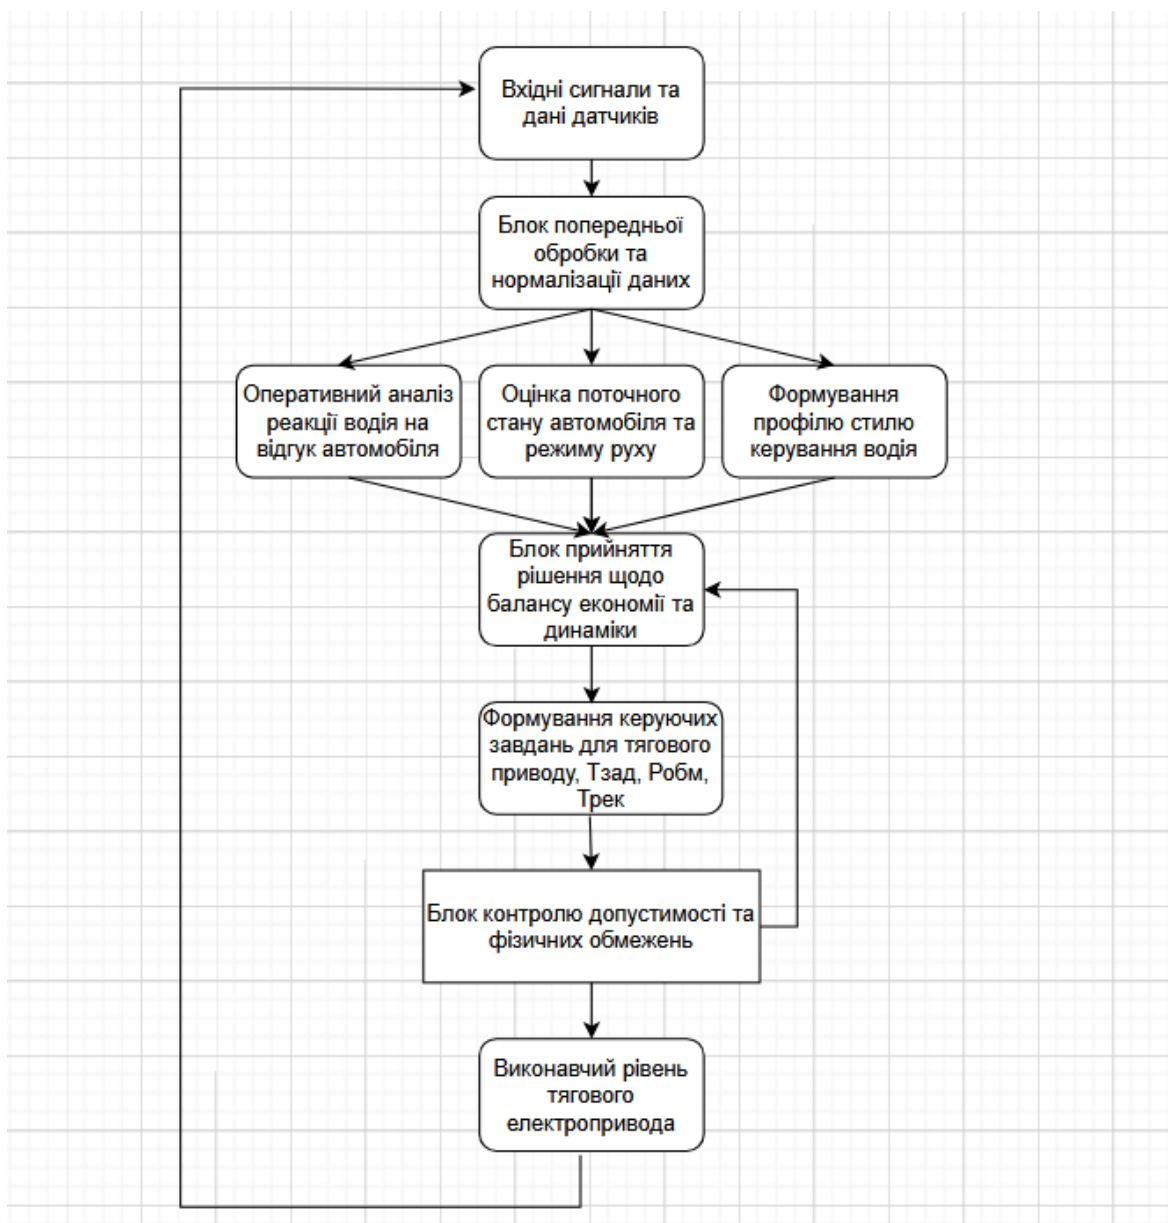 Вхідні сигнали та
дані датчиків
Блок попередньої
обробки та
нормалізації даних
Оперативний аналіз
реакції водія на
відгук автомобіля
Оцінка поточного
стану автомобіля та
режиму руху
Формування
профілю стилю
керування водія
Блок прийняття
рішення щодо
балансу економії та
динаміки
Формування керуючих
завдань для тягового
приводу, Тзад, Робм,
Трек
Блок контролю допустимості та
фізичних обмежень
Виконавчий рівень
тягового
електропривода